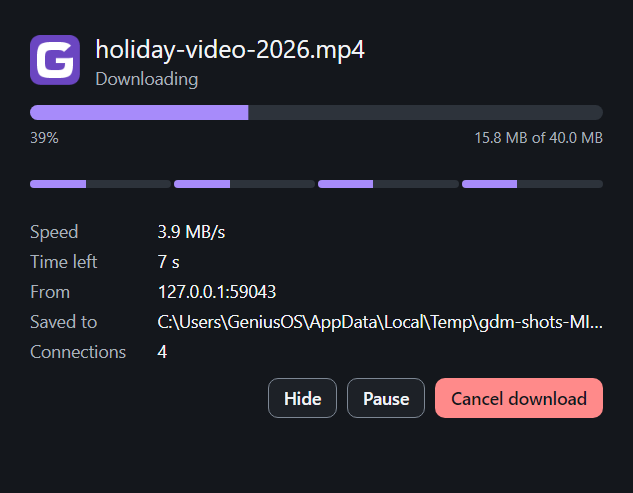 G
holiday-video-2026.mp4
Downloading
39% 15.8 MB of 40.0 MB
Speed 3.9 MB/s
Time left 7 s
From 127.0.0.1:59043
Saved to C:\Users\GeniusOS\AppData\Local\Temp\gdm-shots-MI...
Connections 4
Hide Pause Cancel download